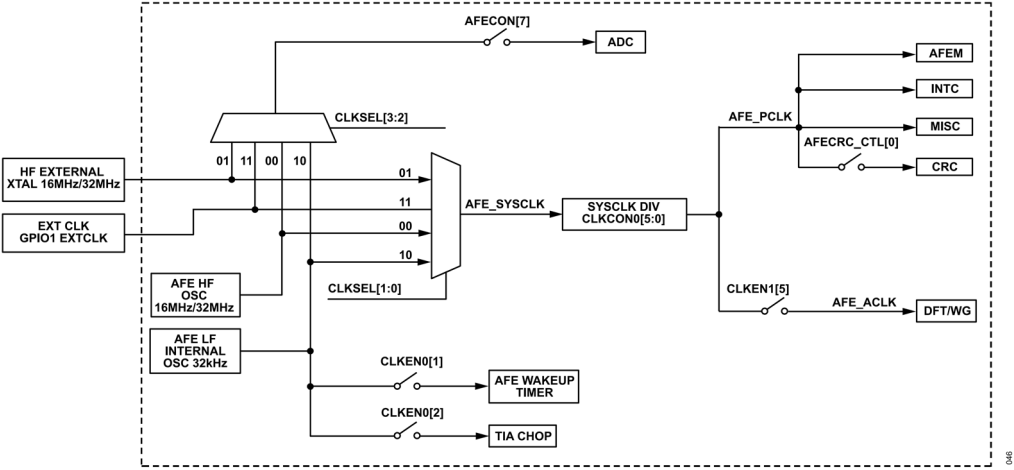 AFECON[7]
ADC
CLKSEL[3:2]
01 11 00 10
HF EXTERNAL
XTAL 16MHz/32MHz
EXT CLK
GPIO1 EXTCLK
AFE HF
OSC
16MHz/32MHz
AFE LF
INTERNAL
OSC 32kHz
01
11
00
10
CLKSEL[1:0]
AFE_SYSCLK
SYSCLK DIV
CLKCON0[5:0]
AFE_PCLK
AFEM
INTC
MISC
AFECRC_CTL[0]
CRC
CLKEN1[5]
AFE_ACLK
DFT/WG
CLKEN0[1]
AFE WAKEUP
TIMER
CLKEN0[2]
TIA CHOP
046